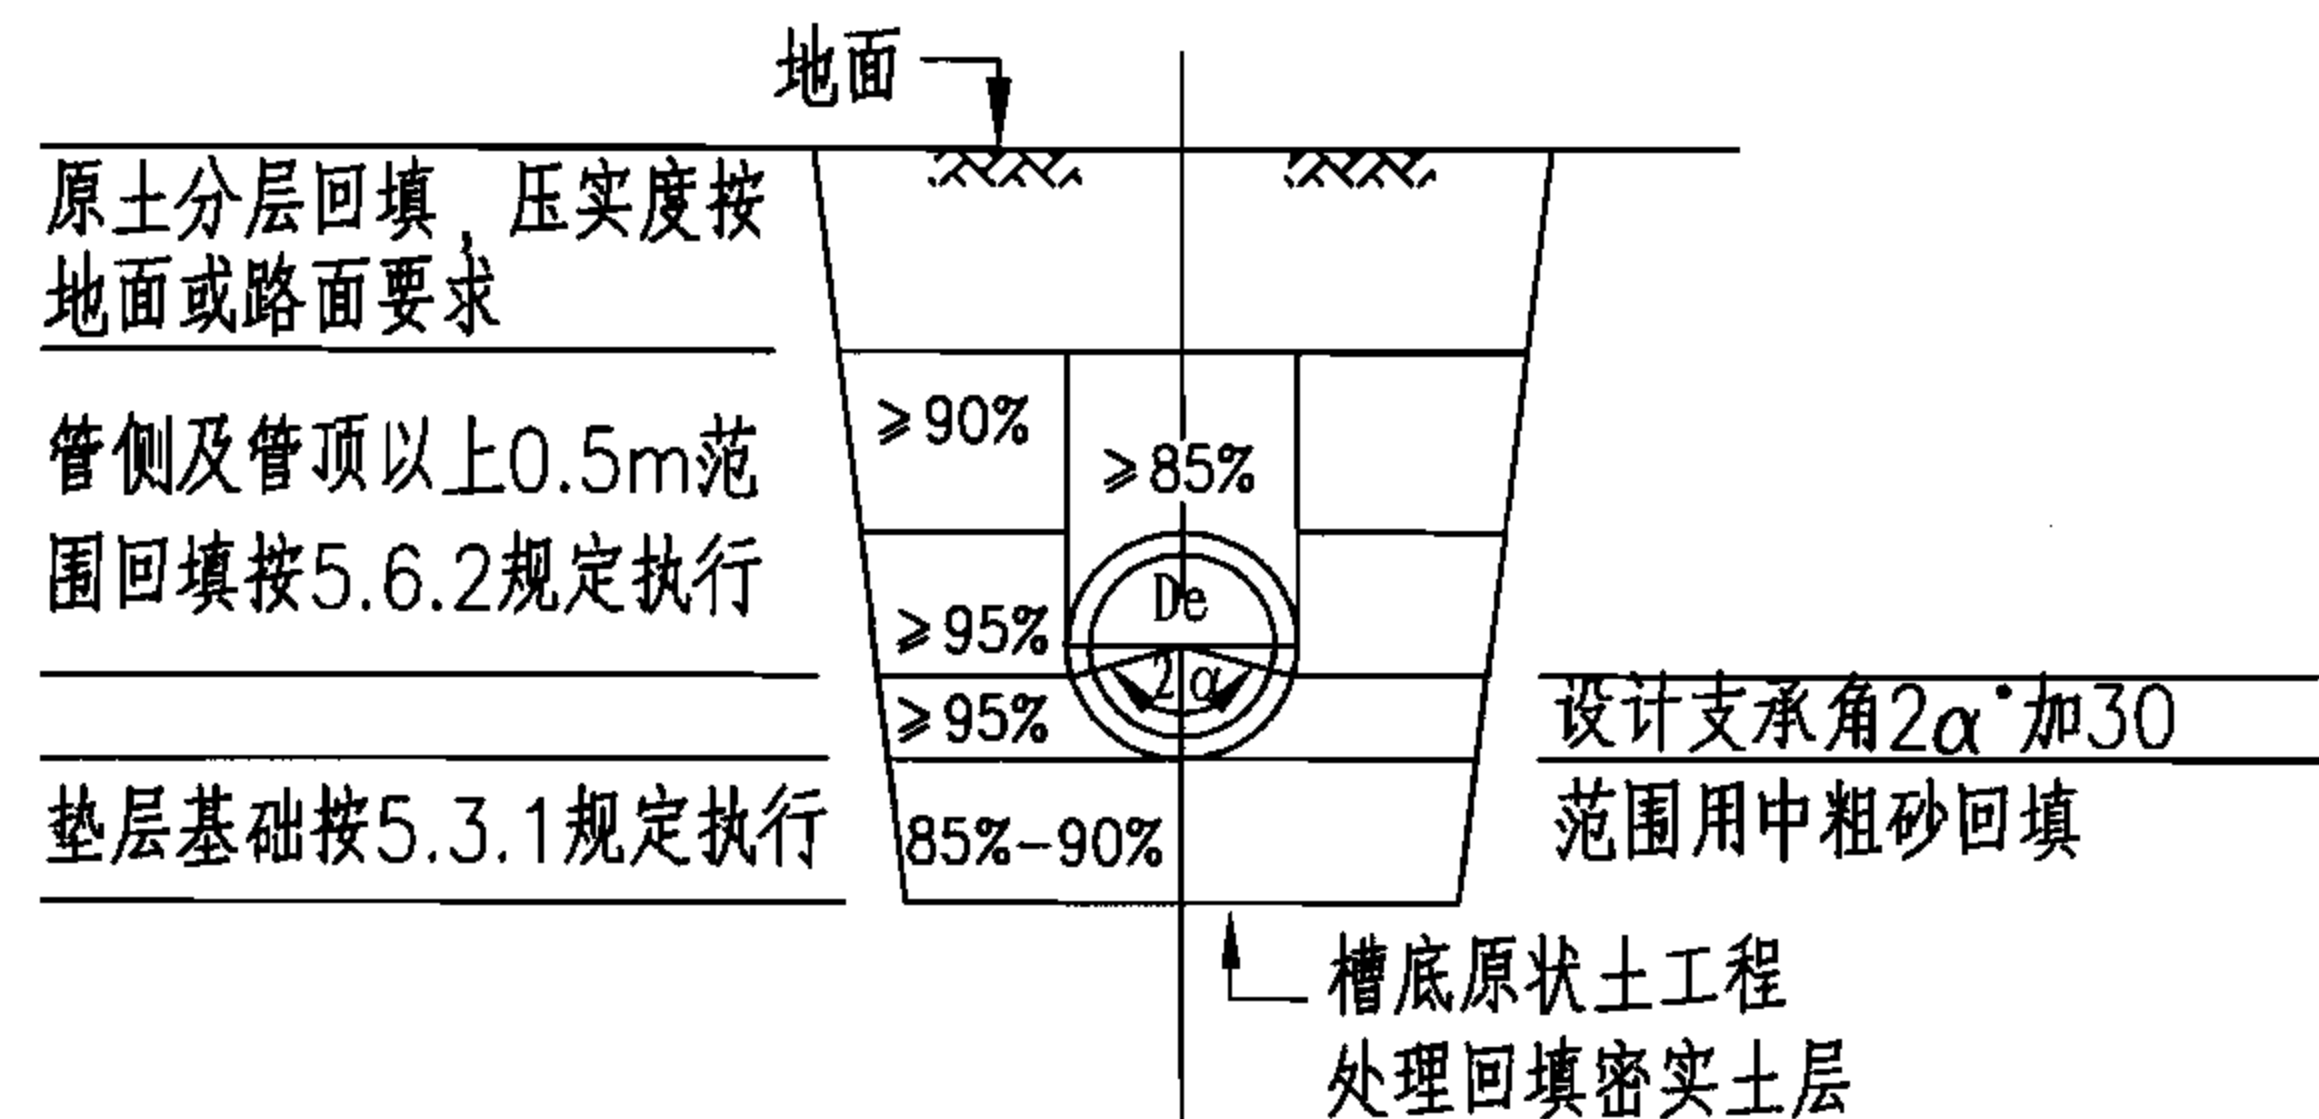 地面
原土分层回填,压实度按
地面或路面要求
≥90%
≥85%
管侧及管顶以上0.5m范
围回填按5.6.2规定执行
De
≥95%
2α
≥95%
设计支承角2α°加30
范围用中粗砂回填
垫层基础按5.3.1规定执行
85%-90%
槽底原状土工程
处理回填密实土层